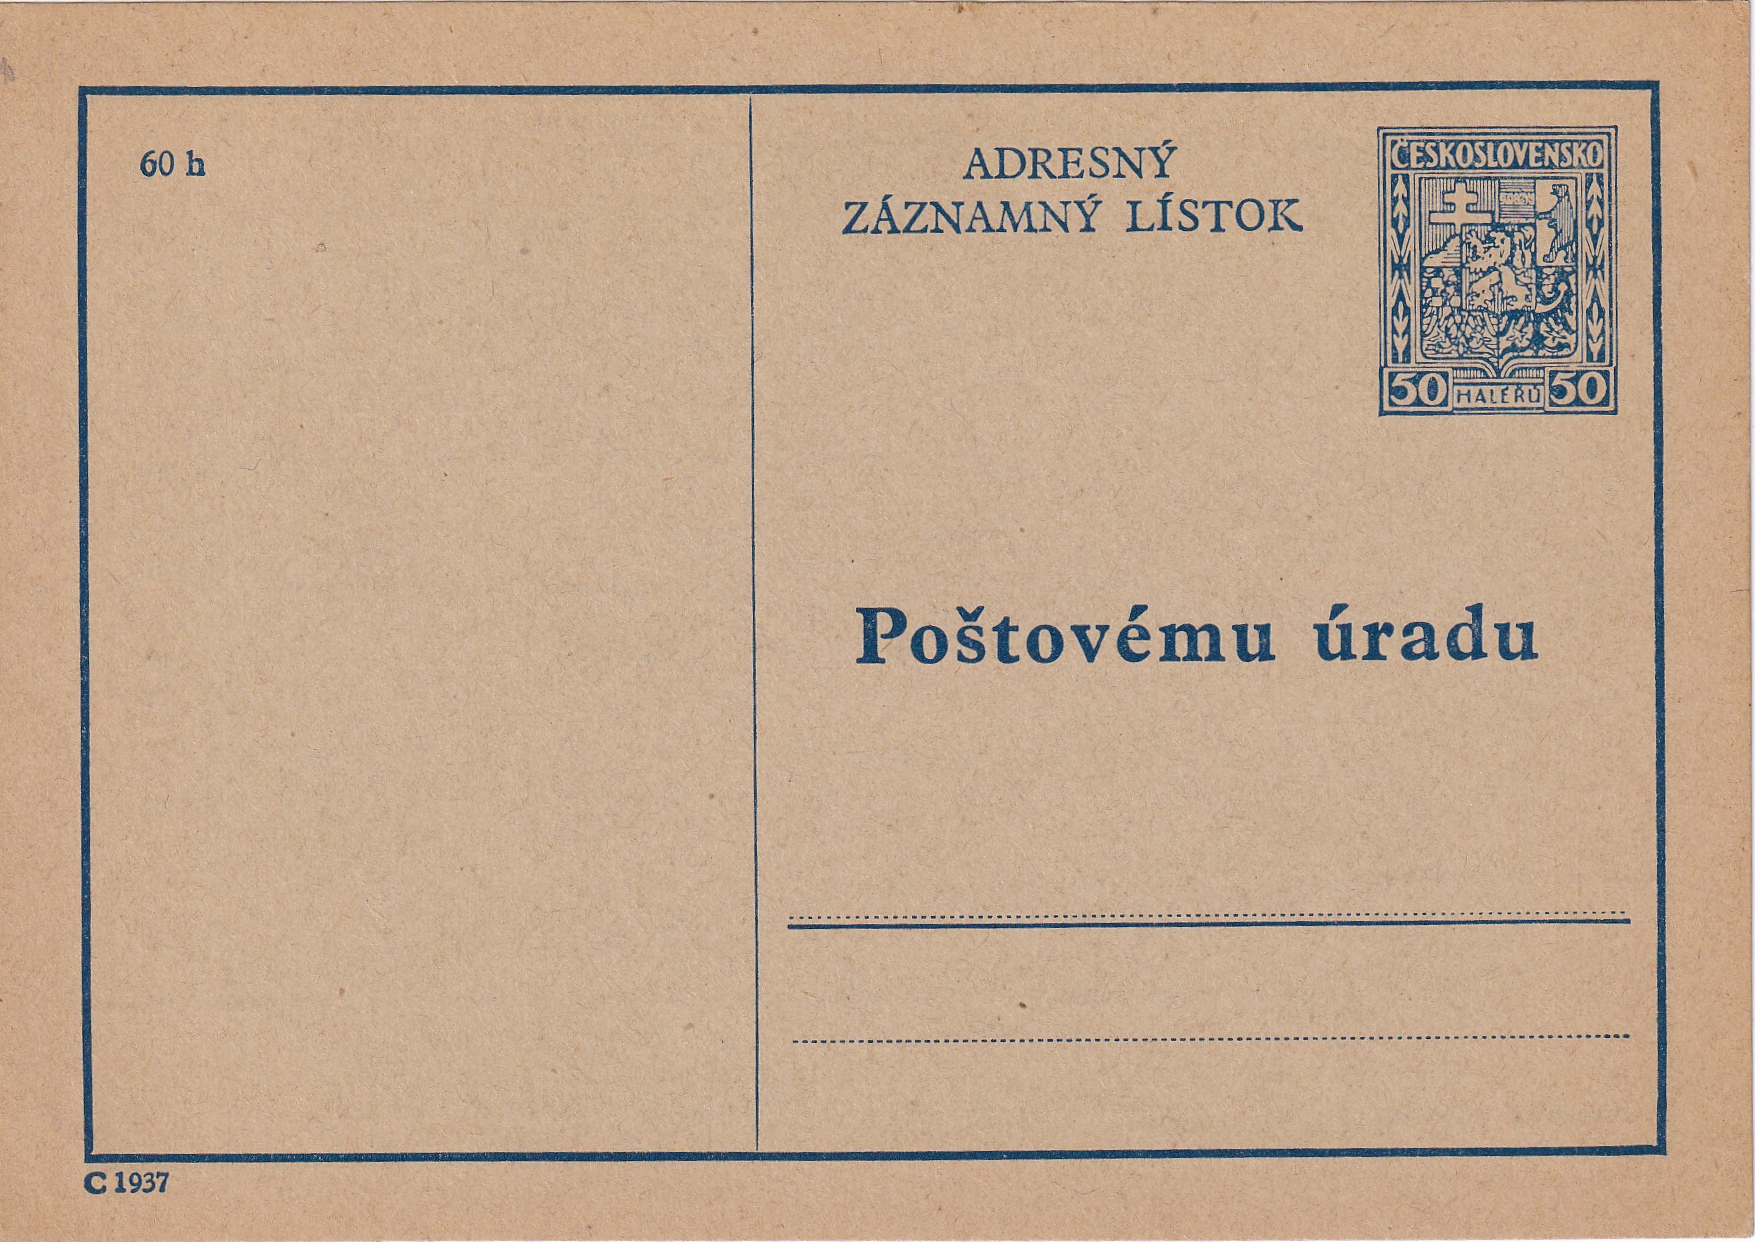 60 h
ADRESNÝ
ZÁZNAMNÝ LÍSTOK
ČESKOSLOVENSKO
50 HALÉŘŮ 50
Poštovému úradu
C 1937